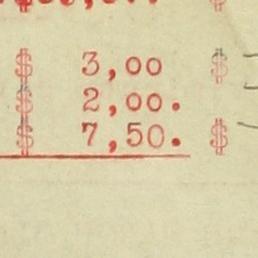 $ 3,00 $
$ 2,00.
$ 7,50. $